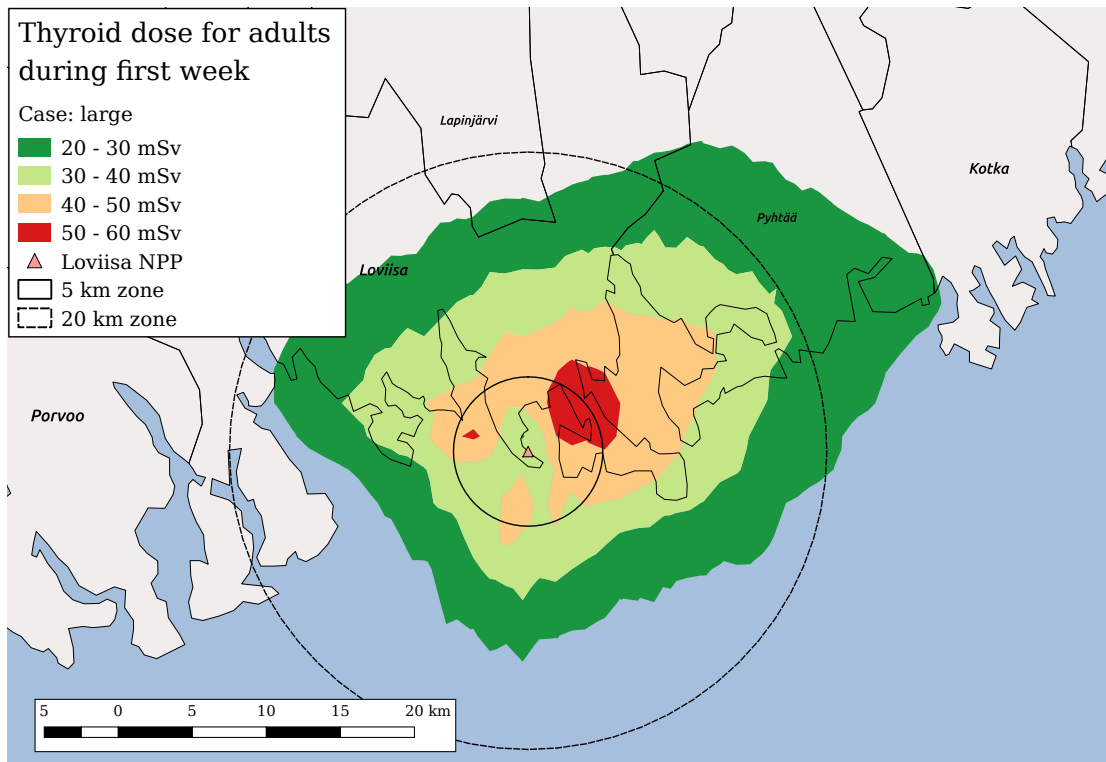 Thyroid dose for adults
during first week
Case: large
20 - 30 mSv
30 - 40 mSv
40 - 50 mSv
50 - 60 mSv
Loviisa NPP
5 km zone
20 km zone
Lapinjärvi
Kotka
Pyhtää
Loviisa
Porvoo
5 0 5 10 15 20 km